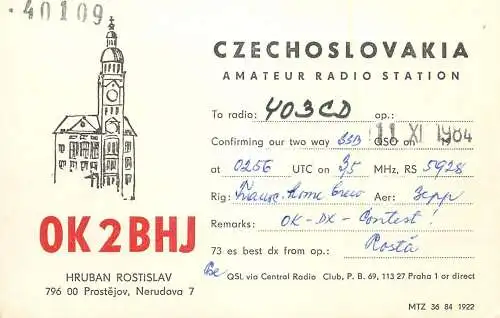 40109
CZECHOSLOVAKIA
AMATEUR RADIO STATION
To radio: YO3CD op.:
Confirming our two way SSB QSO on 11 XI 1984
at 0256 UTC on 3,5 MHz, RS 5928
Rig: home Aer: Zepp
Remarks: OK - DX - Contest!
73 es best dx from op.: Rosťa
OK2BHJ
HRUBAN ROSTISLAV
796 00 Prostějov, Nerudova 7
QSL via Central Radio Club, P. B. 69, 113 27 Praha 1 or direct
MTZ 36 84 1922